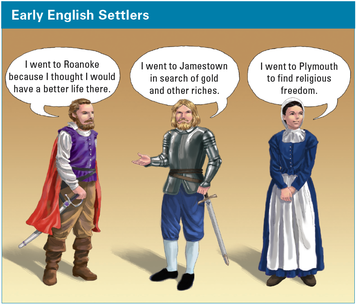 Early English Settlers
I went to Roanoke
because I thought I would
have a better life there.
I went to Jamestown
in search of gold
and other riches.
I went to Plymouth
to find religious
freedom.